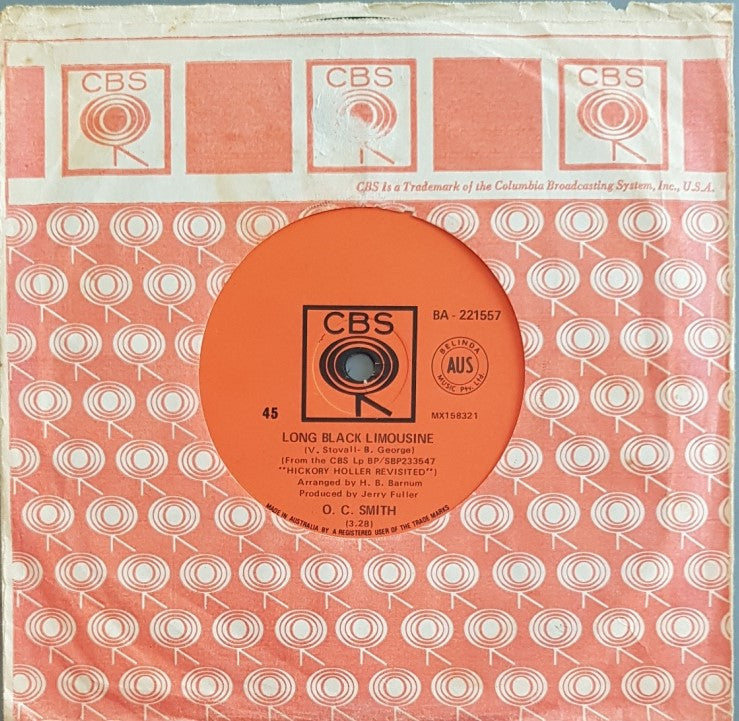 CBS CBS CBS
CBS Is a Trademark of the Columbia Broadcasting System, Inc., U.S.A.
CBS
BA - 221557
BELINDA
AUS
MUSIC Pty. Ltd.
45
MX158321
LONG BLACK LIMOUSINE
(V. Stovall- B. George)
(From the CBS Lp BP/SBP233547
"HICKORY HOLLER REVISITED")
Arranged by H. B. Barnum
Produced by Jerry Fuller
O. C. SMITH
(3.28)
MADE IN AUSTRALIA BY A REGISTERED USER OF THE TRADE MARKS